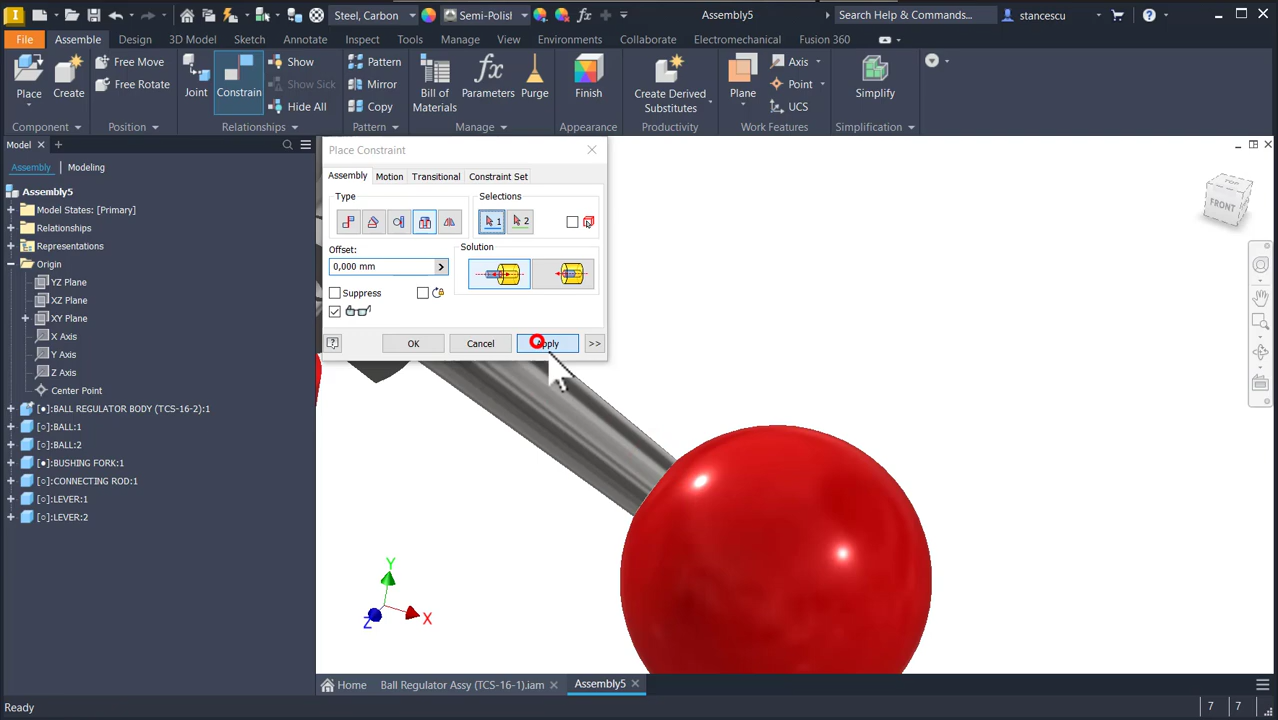 Steel, Carbon
Semi-Polisl
Assembly5
Search Help & Commands...
stancescu
File
Assemble
Design
3D Model
Sketch
Annotate
Inspect
Tools
Manage
View
Environments
Collaborate
Electromechanical
Fusion 360
Place
Create
Free Move
Free Rotate
Joint
Constrain
Show
Show Sick
Hide All
Pattern
Mirror
Copy
Bill of
Materials
Parameters
Purge
Finish
Create Derived
Substitutes
Plane
Axis
Point
UCS
Simplify
Component
Position
Relationships
Pattern
Manage
Appearance
Productivity
Work Features
Simplification
Model
Assembly
Modeling
Assembly5
Model States: [Primary]
Relationships
Representations
Origin
YZ Plane
XZ Plane
XY Plane
X Axis
Y Axis
Z Axis
Center Point
[●]:BALL REGULATOR BODY (TCS-16-2):1
[○]:BALL:1
[○]:BALL:2
[●]:BUSHING FORK:1
[○]:CONNECTING ROD:1
[○]:LEVER:1
[○]:LEVER:2
Place Constraint
Assembly
Motion
Transitional
Constraint Set
Type
Selections
1
2
Offset:
0,000 mm
Solution
Suppress
OK
Cancel
Apply
>>
TOP
FRONT
Y
X
Z
Home
Ball Regulator Assy (TCS-16-1).iam
Assembly5
Ready
7
7